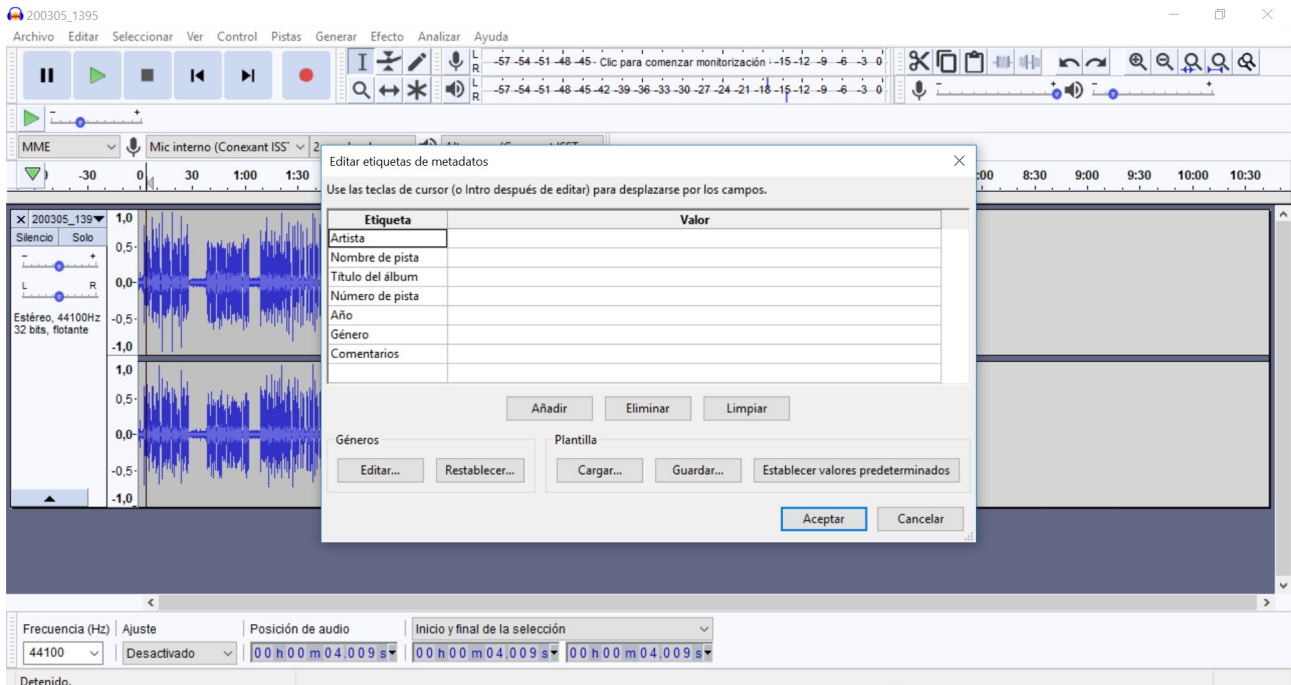 200305_1395
Archivo Editar Seleccionar Ver Control Pistas Generar Efecto Analizar Ayuda
L
R
-57 -54 -51 -48 -45 - Clic para comenzar monitorización - -15 -12 -9 -6 -3 0
L
R
-57 -54 -51 -48 -45 -42 -39 -36 -33 -30 -27 -24 -21 -18 -15 -12 -9 -6 -3 0
MME Mic interno (Conexant ISST 2
-30 0 30 1:00 1:30 :00 8:30 9:00 9:30 10:00 10:30
Editar etiquetas de metadatos
Use las teclas de cursor (o Intro después de editar) para desplazarse por los campos.
Etiqueta Valor
Artista
Nombre de pista
Título del álbum
Número de pista
Año
Género
Comentarios
Añadir Eliminar Limpiar
Géneros Plantilla
Editar... Restablecer... Cargar... Guardar... Establecer valores predeterminados
Aceptar Cancelar
200305_139
Silencio Solo
- +
L R
Estéreo, 44100Hz
32 bits, flotante
1,0
0,5
0,0
-0,5
-1,0
1,0
0,5
0,0
-0,5
-1,0
Frecuencia (Hz) Ajuste Posición de audio Inicio y final de la selección
44100 Desactivado 00 h 00 m 04.009 s 00 h 00 m 04.009 s 00 h 00 m 04.009 s
Detenido.